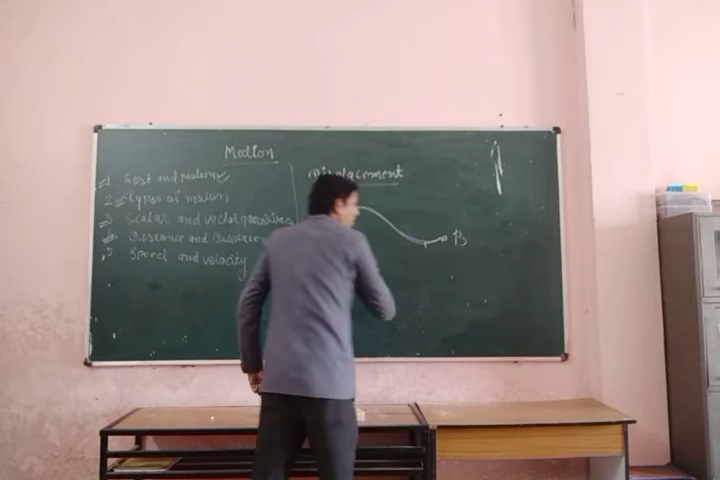 Motion
1 Rest and Motion
2 Types of motion
3 Scalar and vector quantities
4 Distance and
5 Speed and velocity
Displacement
B